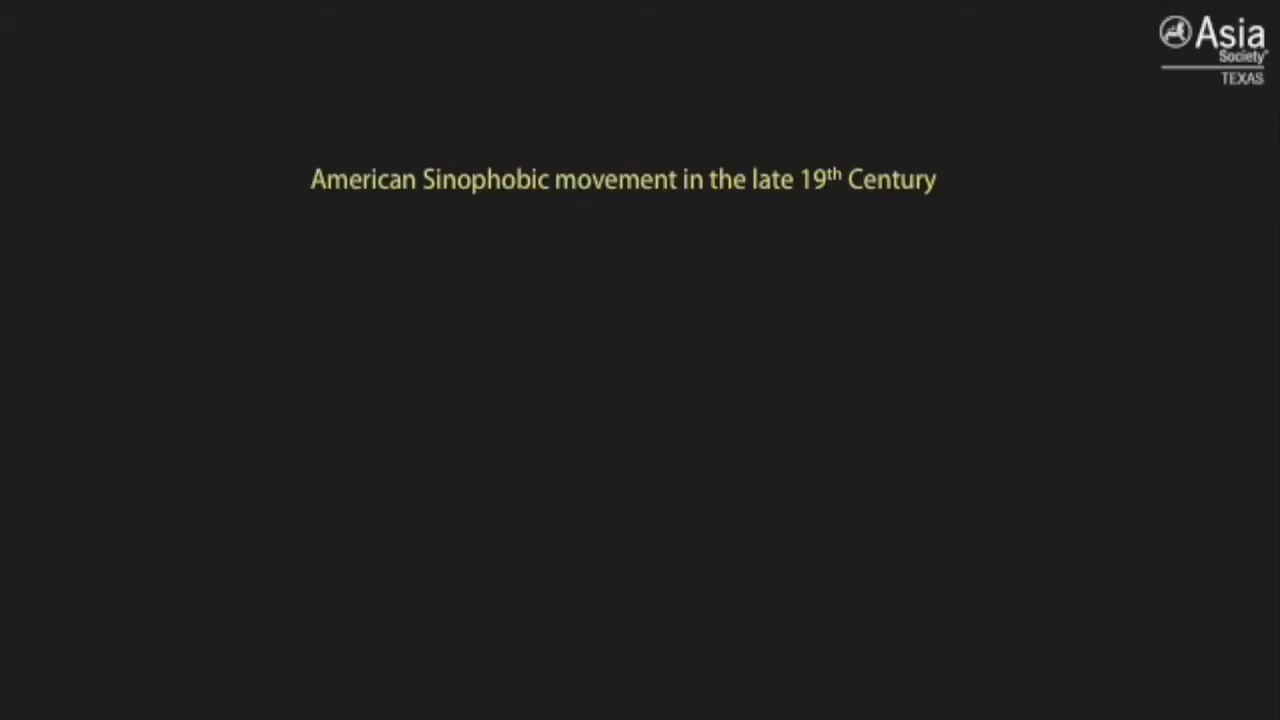 Asia
Society
TEXAS
American Sinophobic movement in the late 19th Century